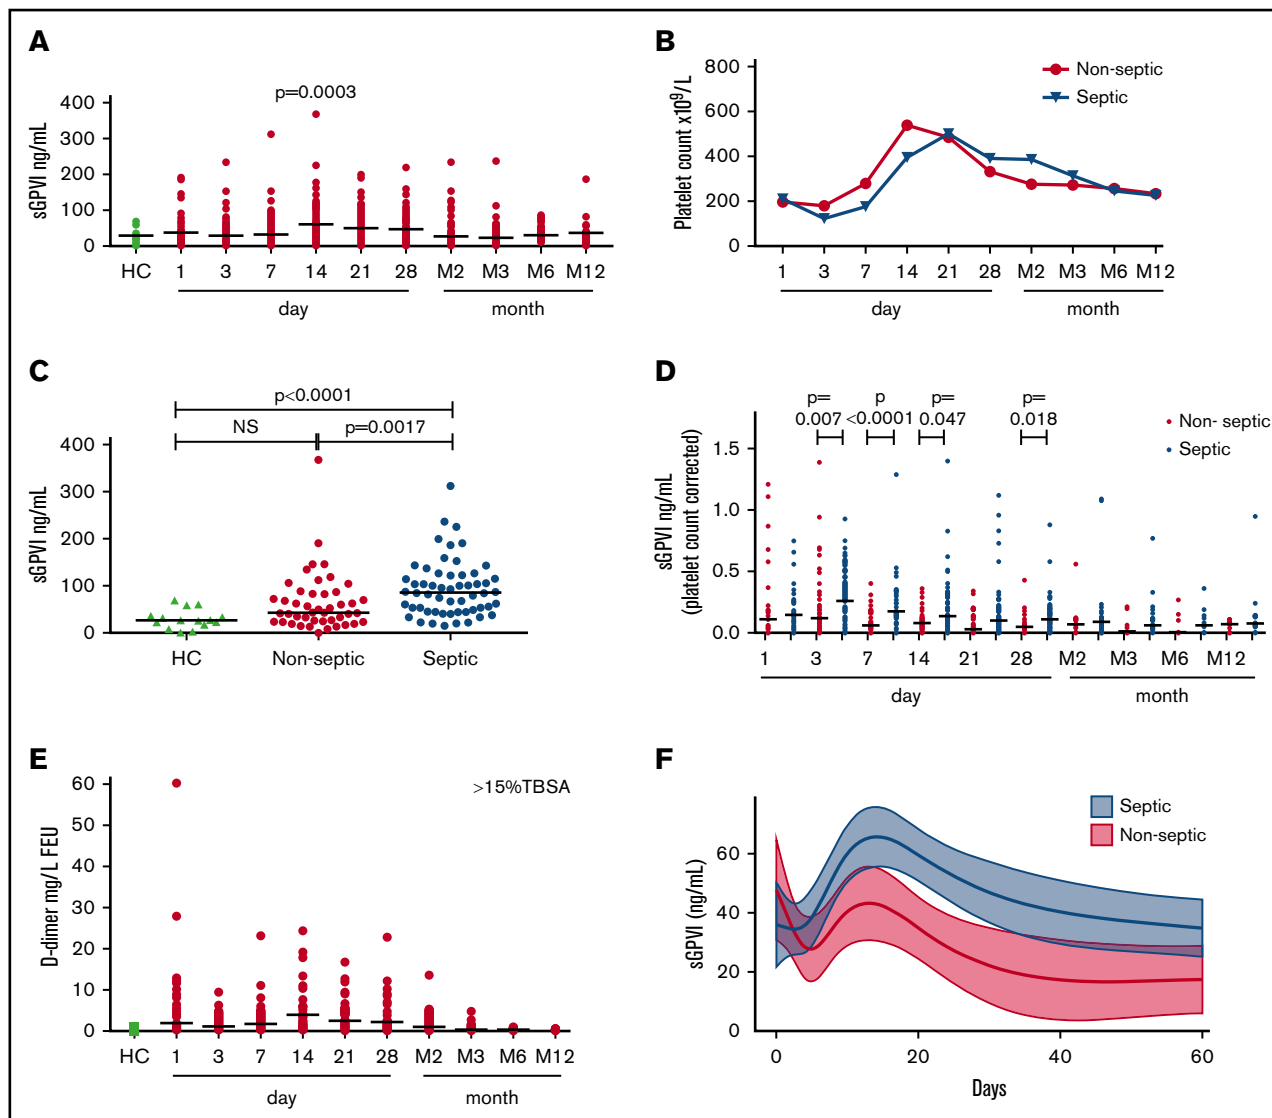 A
p=0.0003
sGPVI ng/mL
400
300
200
100
0
HC 1 3 7 14 21 28 M2 M3 M6 M12
day month
B
Platelet count x10⁹/L
800
600
400
200
0
Non-septic
Septic
1 3 7 14 21 28 M2 M3 M6 M12
day month
C
p<0.0001
NS p=0.0017
sGPVI ng/mL
400
300
200
100
0
HC Non-septic Septic
D
p= p p= p=
0.007 <0.0001 0.047 0.018
Non- septic
Septic
sGPVI ng/mL
(platelet count corrected)
1.5
1.0
0.5
0.0
1 3 7 14 21 28 M2 M3 M6 M12
day month
E
>15%TBSA
D-dimer mg/L FEU
60
50
40
30
20
10
0
HC 1 3 7 14 21 28 M2 M3 M6 M12
day month
F
Septic
Non-septic
sGPVI (ng/mL)
60
40
20
0
0 20 40 60
Days